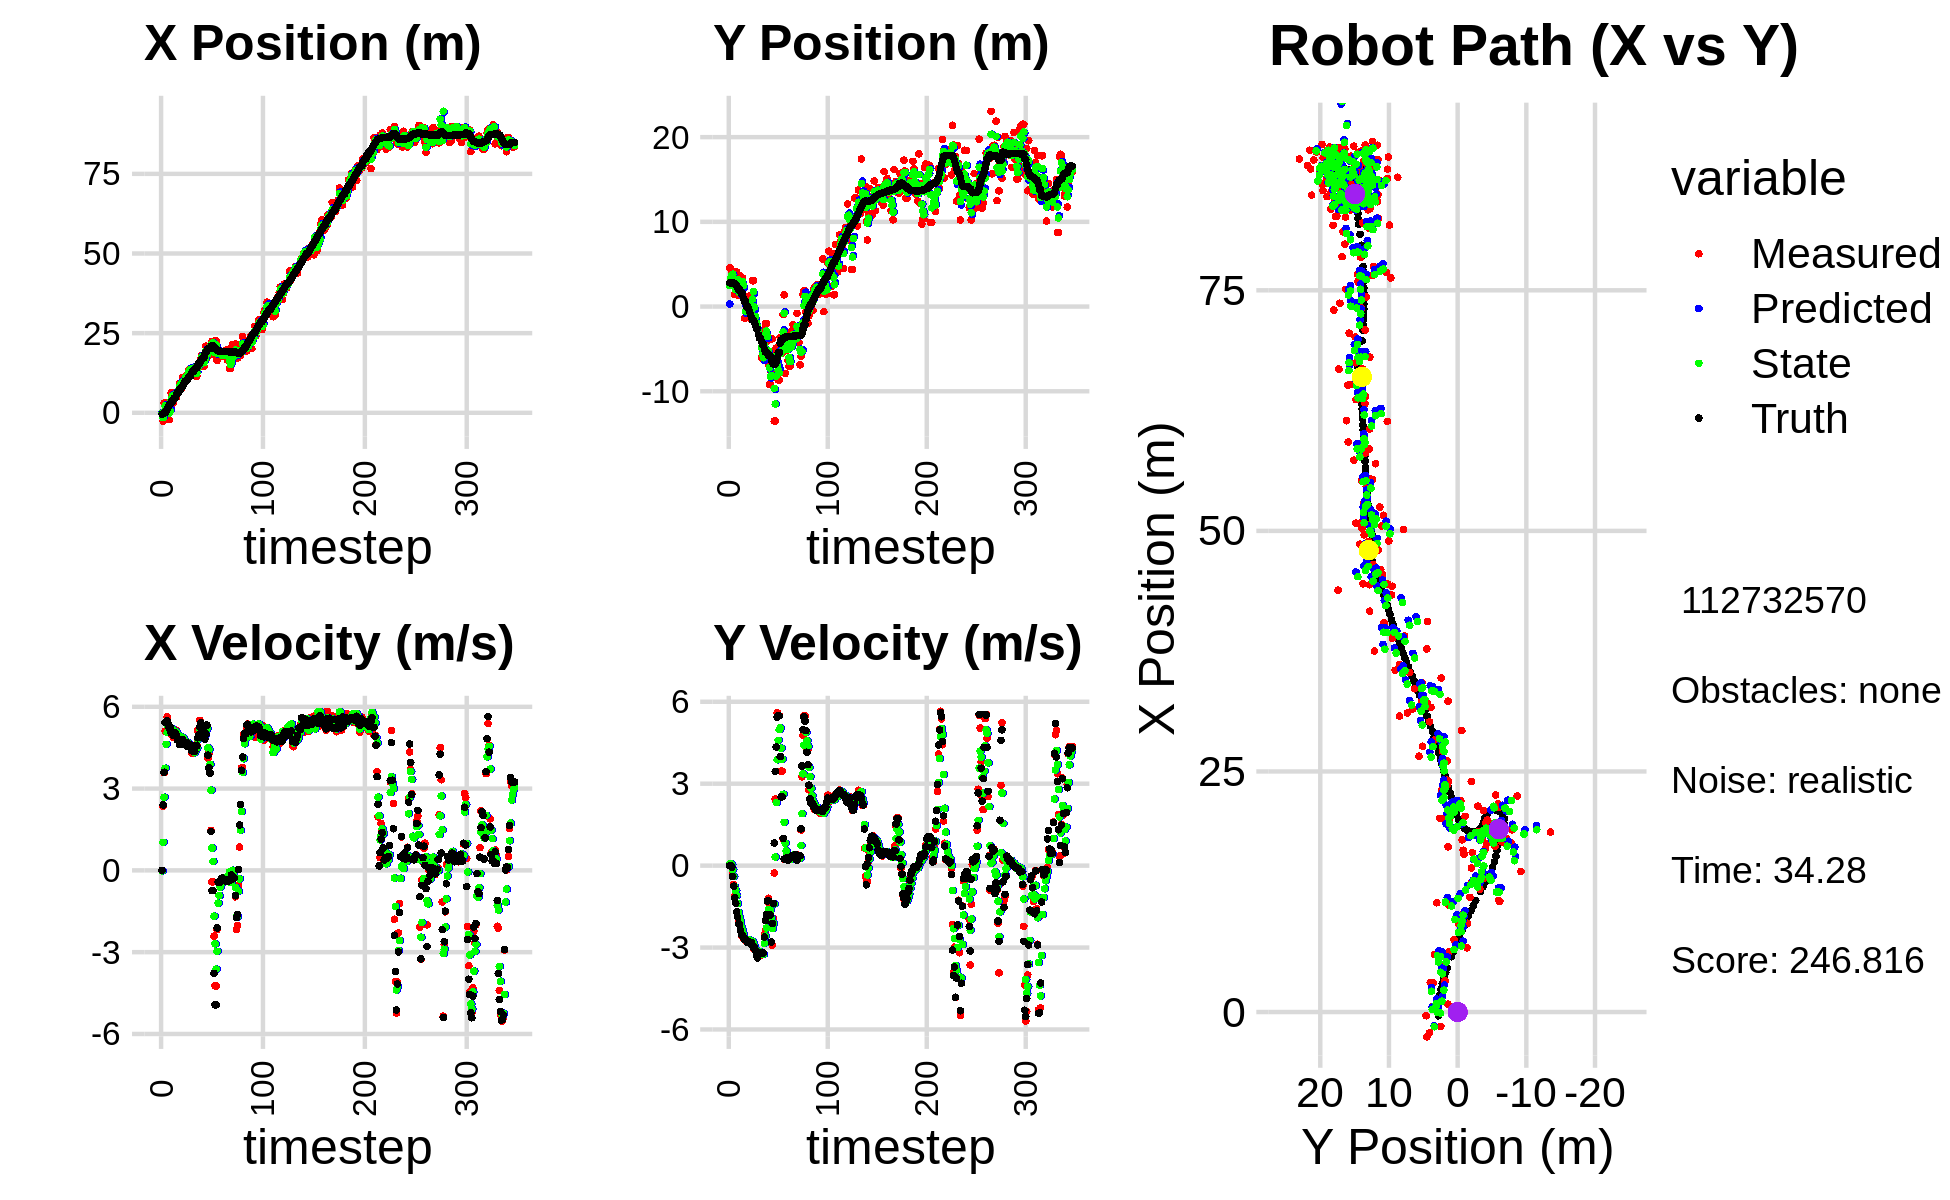 X Position (m)
75
50
25
0
0
100
200
300
timestep
Y Position (m)
20
10
0
-10
0
100
200
300
timestep
X Velocity (m/s)
6
3
0
-3
-6
0
100
200
300
timestep
Y Velocity (m/s)
6
3
0
-3
-6
0
100
200
300
timestep
Robot Path (X vs Y)
X Position (m)
75
50
25
0
20 10 0 -10 -20
Y Position (m)
variable
Measured
Predicted
State
Truth
112732570
Obstacles: none
Noise: realistic
Time: 34.28
Score: 246.816